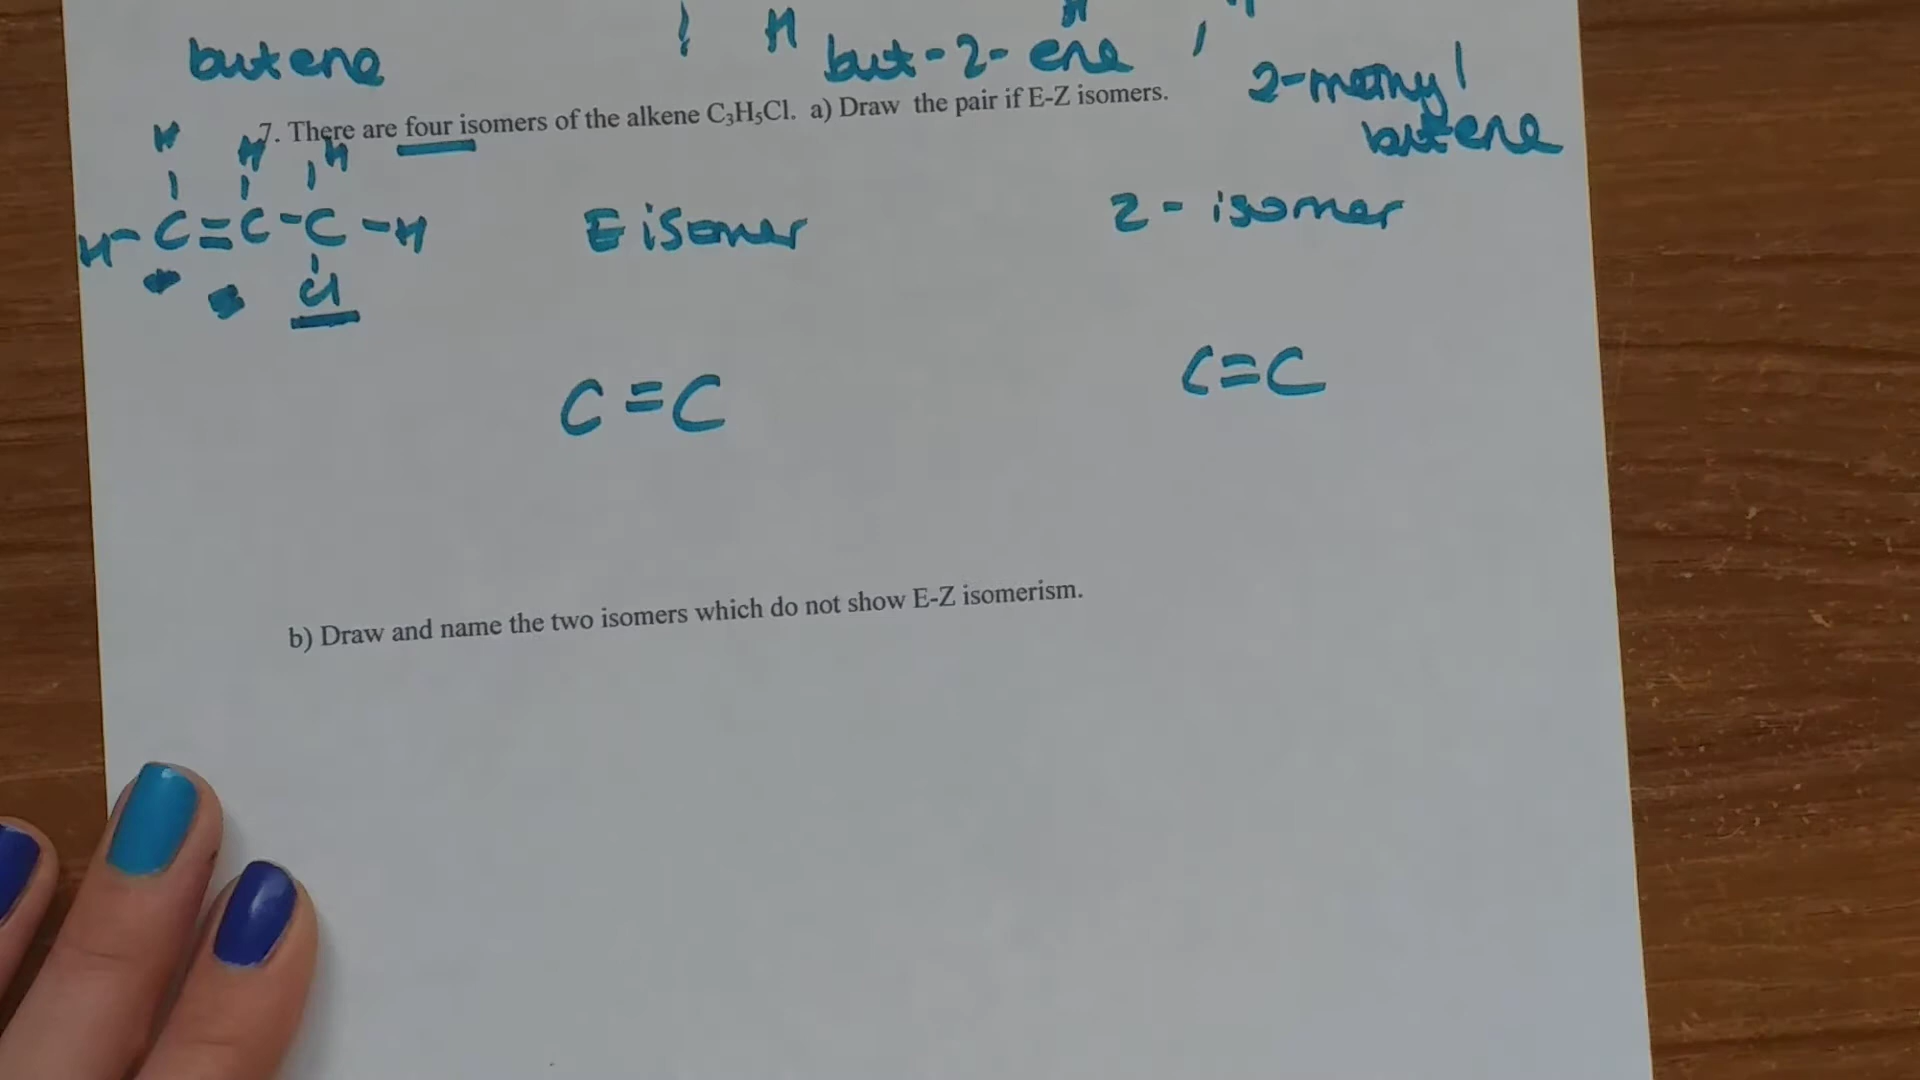 butene
H but-2-ene
2-methyl
butene
7. There are four isomers of the alkene C₃H₅Cl. a) Draw the pair if E-Z isomers.
H H H
H-C=C-C-H
Cl
E isomer
Z-isomer
C=C
C=C
b) Draw and name the two isomers which do not show E-Z isomerism.